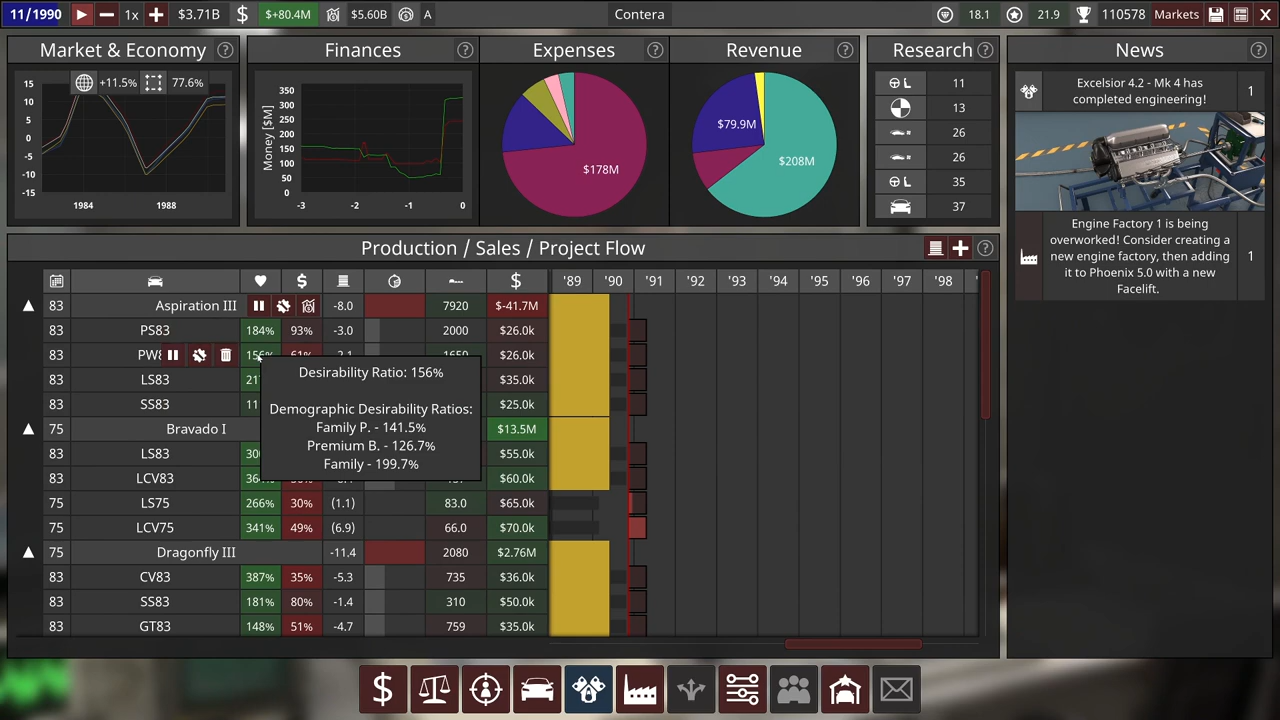 11/1990 1x $3.71B $+80.4M $5.60B A Contera 18.1 21.9 110578 Markets
Market & Economy
+11.5% 77.6%
15
10
5
0
-5
-10
-15
1984 1988
Finances
Money [$M]
350
300
250
200
150
100
50
0
-3 -2 -1 0
Expenses
$178M
Revenue
$79.9M
$208M
Research
11
13
26
26
35
37
News
Excelsior 4.2 - Mk 4 has
completed engineering!
1
Engine Factory 1 is being
overworked! Consider creating a
new engine factory, then adding
it to Phoenix 5.0 with a new
Facelift.
1
Production / Sales / Project Flow
$ $ '89 '90 '91 '92 '93 '94 '95 '96 '97 '98
83 Aspiration III -8.0 7920 $-41.7M
83 PS83 184% 93% -3.0 2000 $26.0k
83 $26.0k
83 LS83 $35.0k
83 SS83 $25.0k
75 Bravado I $13.5M
83 LS83 $55.0k
83 LCV83 $60.0k
75 LS75 266% 30% (1.1) 83.0 $65.0k
75 LCV75 341% 49% (6.9) 66.0 $70.0k
75 Dragonfly III -11.4 2080 $2.76M
83 CV83 387% 35% -5.3 735 $36.0k
83 SS83 181% 80% -1.4 310 $50.0k
83 GT83 148% 51% -4.7 759 $35.0k
Desirability Ratio: 156%
Demographic Desirability Ratios:
Family P. - 141.5%
Premium B. - 126.7%
Family - 199.7%